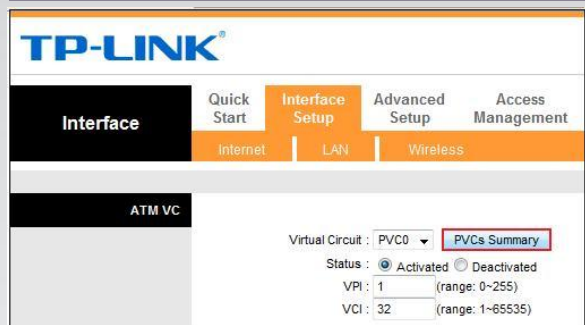 TP-LINK®
Interface
Quick Start
Interface Setup
Advanced Setup
Access Management
Internet
LAN
Wireless
ATM VC
Virtual Circuit : PVC0 PVCs Summary
Status : Activated Deactivated
VPI : 1 (range: 0~255)
VCI : 32 (range: 1~65535)